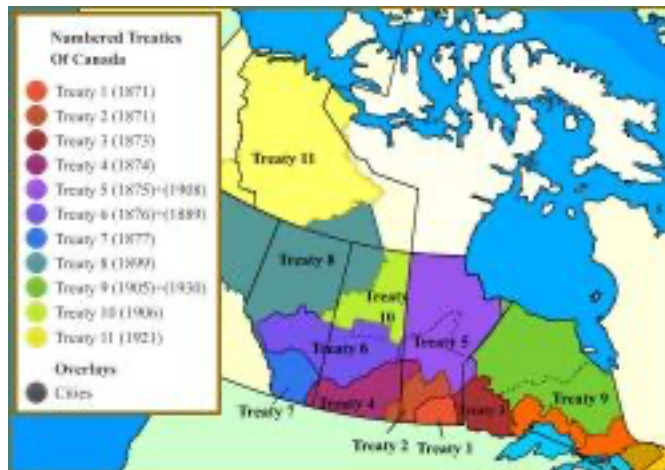 Numbered Treaties
Of Canada
Treaty 1 (1871)
Treaty 2 (1871)
Treaty 3 (1873)
Treaty 4 (1874)
Treaty 5 (1875)~(1908)
Treaty 6 (1876)~(1889)
Treaty 7 (1877)
Treaty 8 (1899)
Treaty 9 (1905)~(1930)
Treaty 10 (1906)
Treaty 11 (1921)
Overlays
Cities
Treaty 11
Treaty 8
Treaty
10
Treaty 6
Treaty 5
Treaty 7
Treaty 4
Treaty 3
Treaty 9
Treaty 2
Treaty 1